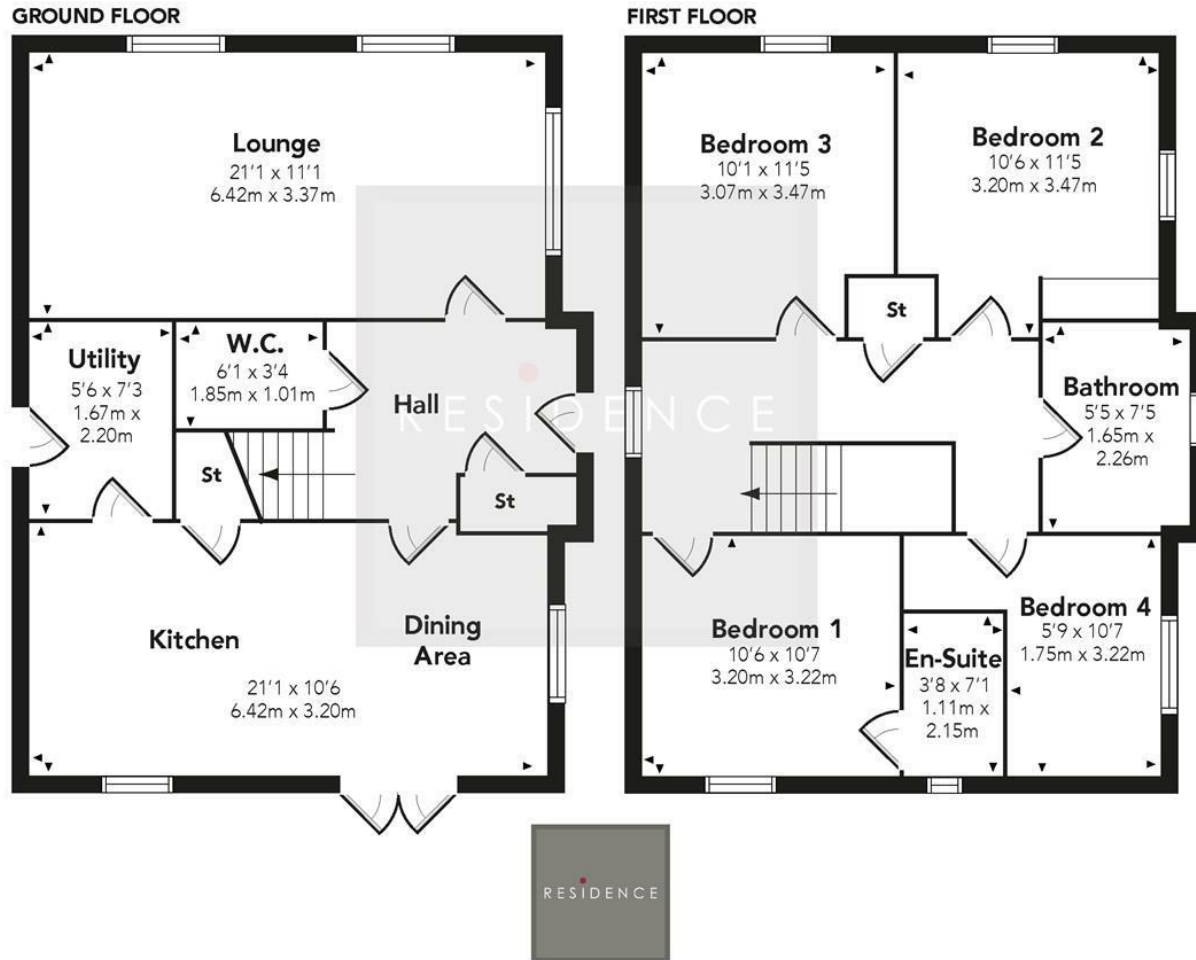 GROUND FLOOR
Lounge
21'1 x 11'1
6.42m x 3.37m
Utility
5'6 x 7'3
1.67m x
2.20m
W.C.
6'1 x 3'4
1.85m x 1.01m
Hall
St
St
Kitchen
Dining
Area
21'1 x 10'6
6.42m x 3.20m
FIRST FLOOR
Bedroom 3
10'1 x 11'5
3.07m x 3.47m
Bedroom 2
10'6 x 11'5
3.20m x 3.47m
St
Bathroom
5'5 x 7'5
1.65m x
2.26m
Bedroom 1
10'6 x 10'7
3.20m x 3.22m
En-Suite
3'8 x 7'1
1.11m x
2.15m
Bedroom 4
5'9 x 10'7
1.75m x 3.22m
RESIDENCE
RESIDENCE